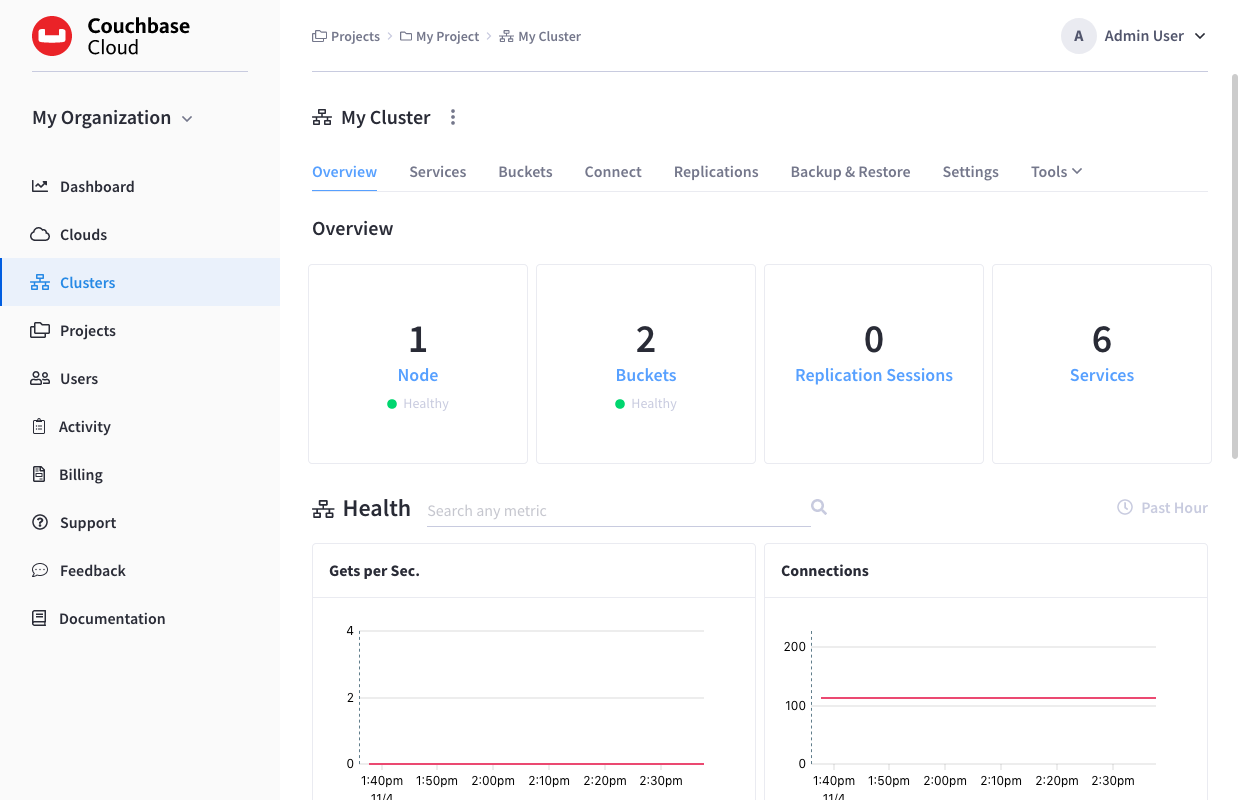 Couchbase
Cloud
Projects
My Project
My Cluster
A
Admin User
My Organization
Dashboard
Clouds
Clusters
Projects
Users
Activity
Billing
Support
Feedback
Documentation
My Cluster
Overview Services Buckets Connect Replications Backup & Restore Settings Tools
Overview
1
Node
Healthy
2
Buckets
Healthy
0
Replication Sessions
6
Services
Health
Search any metric
Past Hour
Gets per Sec.
4
2
0
1:40pm 1:50pm 2:00pm 2:10pm 2:20pm 2:30pm
11/4
Connections
200
100
0
1:40pm 1:50pm 2:00pm 2:10pm 2:20pm 2:30pm
11/4